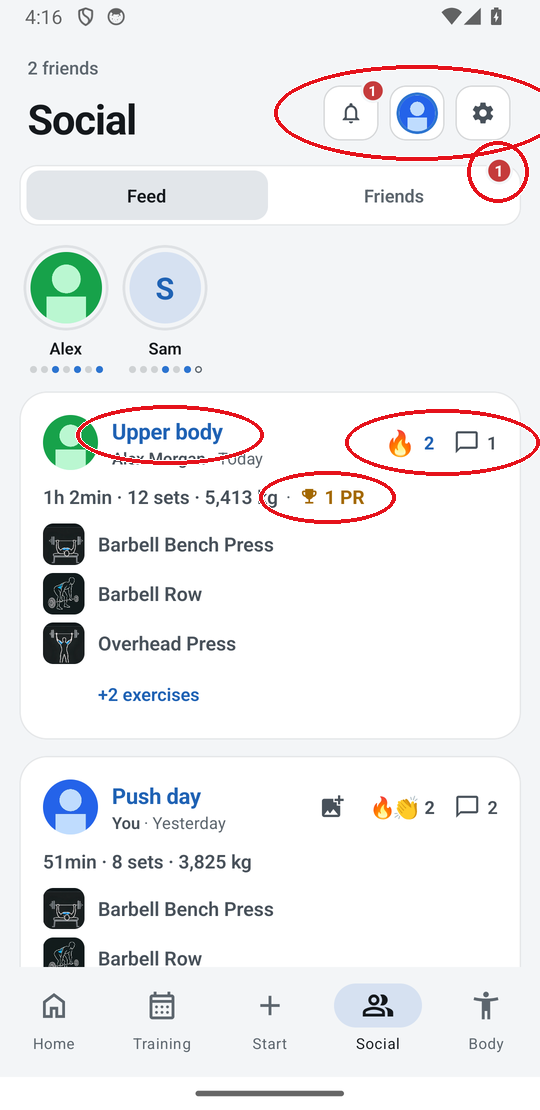 4:16
2 friends
Social
1
1
Feed
Friends
S
Alex
Sam
Upper body
2
1
Alex Morgan · Today
1h 2min · 12 sets · 5,413 kg · 1 PR
Barbell Bench Press
Barbell Row
Overhead Press
+2 exercises
Push day
2
2
You · Yesterday
51min · 8 sets · 3,825 kg
Barbell Bench Press
Barbell Row
Home
Training
Start
Social
Body